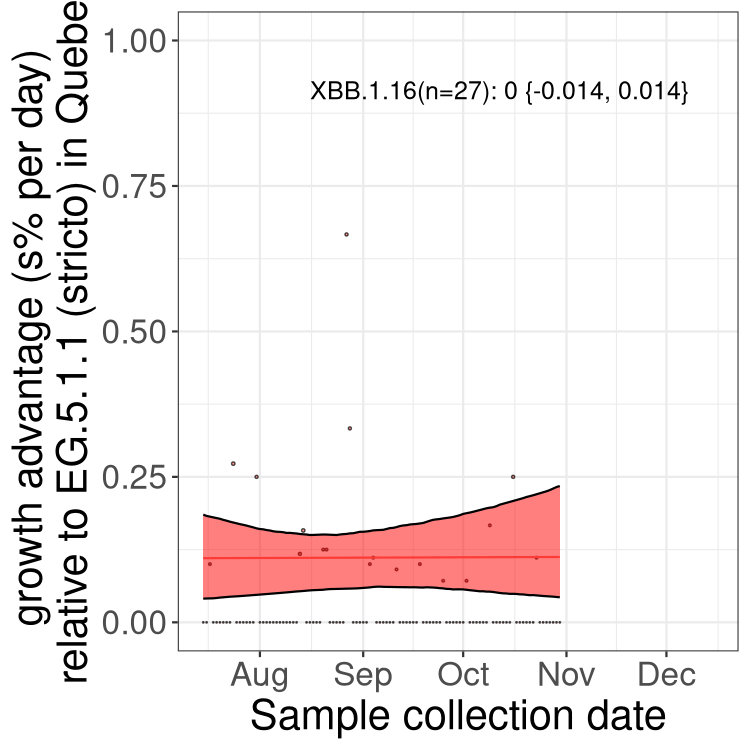 growth advantage (s% per day)
relative to EG.5.1.1 (stricto) in Quebe
1.00
0.75
0.50
0.25
0.00
XBB.1.16(n=27): 0 {-0.014, 0.014}
Aug Sep Oct Nov Dec
Sample collection date